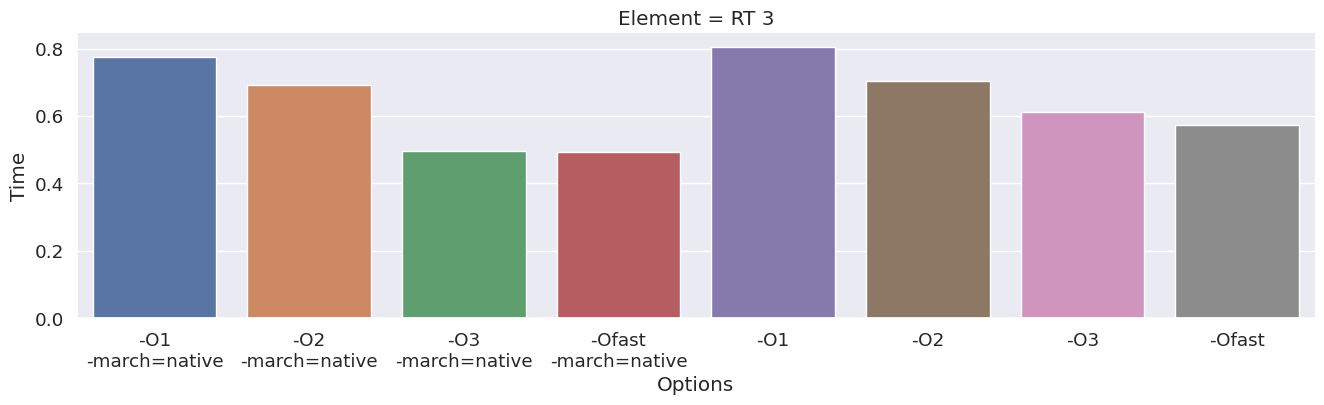 Element = RT 3
Time
0.8
0.6
0.4
0.2
0.0
-O1
-march=native
-O2
-march=native
-O3
-march=native
-Ofast
-march=native
-O1
-O2
-O3
-Ofast
Options